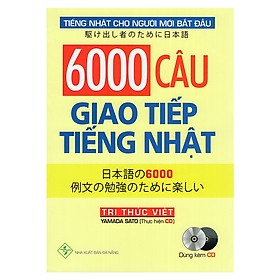 TIẾNG NHẬT CHO NGƯỜI MỚI BẮT ĐẦU
駆け出し者のために日本語
6000 CÂU
GIAO TIẾP
TIẾNG NHẬT
日本語の6000
例文の勉強のために楽しい
TRI THỨC VIỆT
YAMADA SATO (Thực hiện CD)
NHÀ XUẤT BẢN ĐÀ NẴNG
Dùng kèm CD